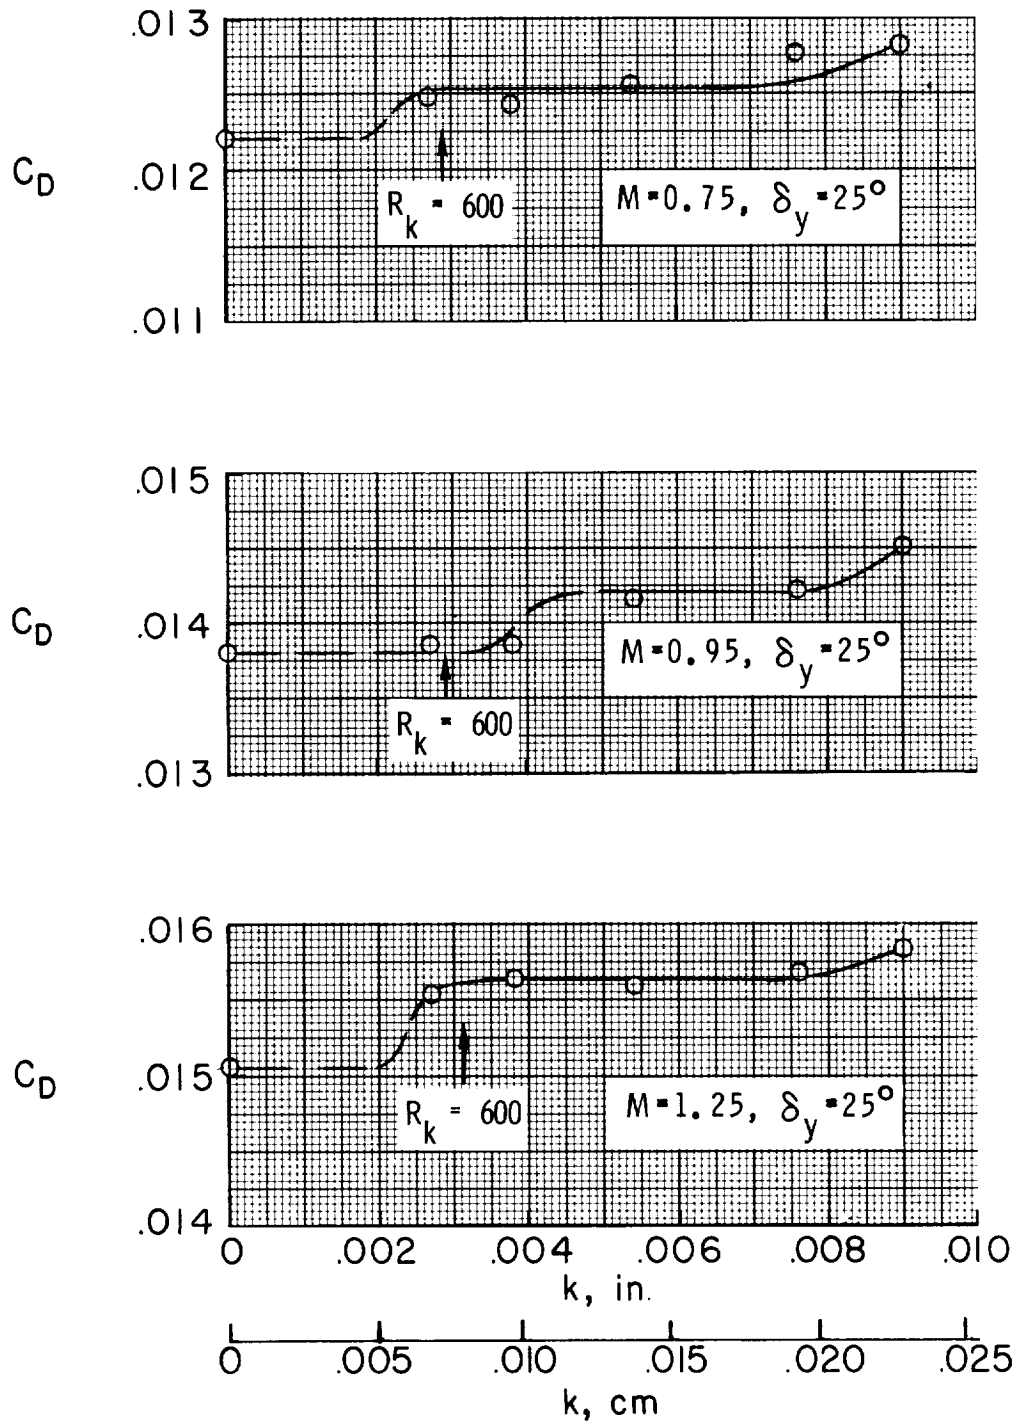 .013
C_D
.012
R_k = 600
M=0.75, δ_y=25°
.011
.015
C_D
.014
M=0.95, δ_y=25°
R_k = 600
.013
.016
C_D
.015
R_k = 600
M=1.25, δ_y=25°
.014
0 .002 .004 .006 .008 .010
k, in.
0 .005 .010 .015 .020 .025
k, cm